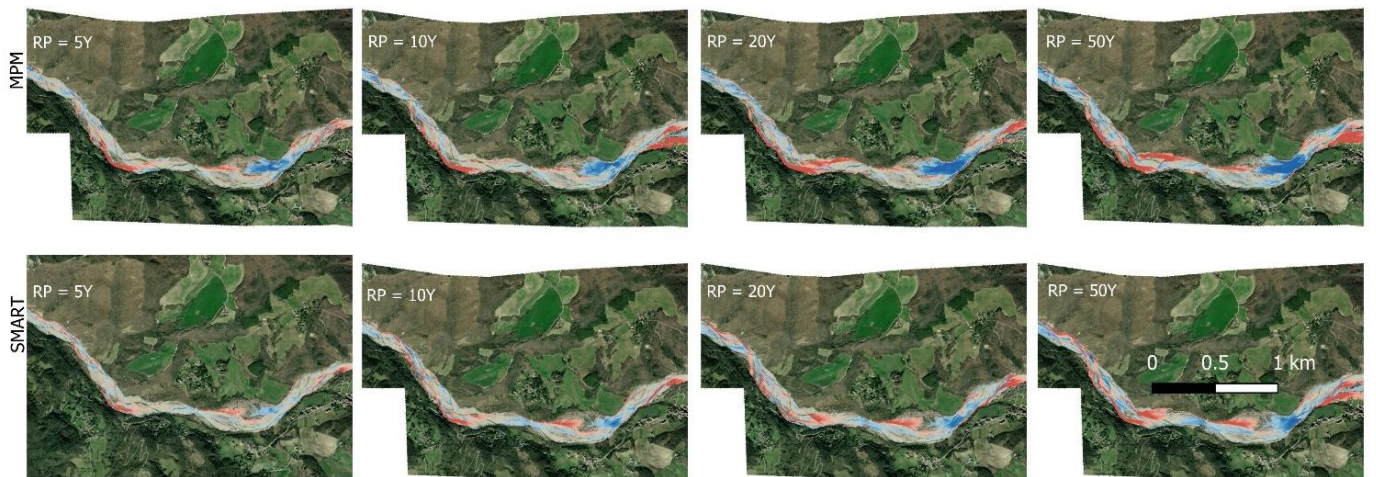 MPM
RP = 5Y
RP = 10Y
RP = 20Y
RP = 50Y
SMART
RP = 5Y
RP = 10Y
RP = 20Y
RP = 50Y
0 0.5 1 km